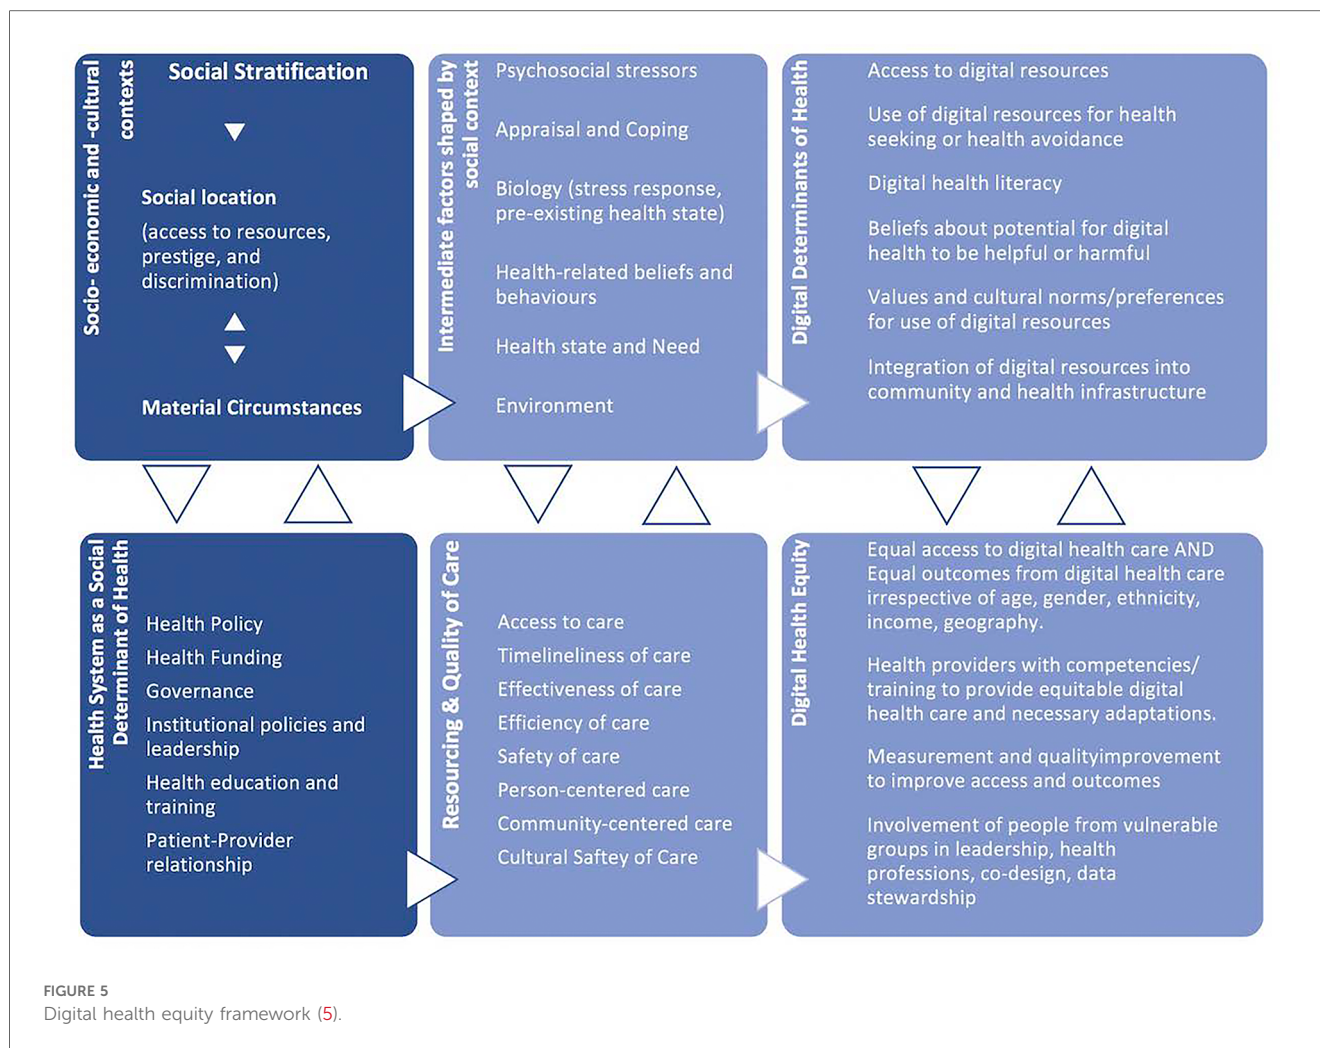 Socio- economic and -cultural
contexts
Social Stratification
Social location
(access to resources,
prestige, and
discrimination)
Material Circumstances
Intermediate factors shaped by
social context
Psychosocial stressors
Appraisal and Coping
Biology (stress response,
pre-existing health state)
Health-related beliefs and
behaviours
Health state and Need
Environment
Digital Determinants of Health
Access to digital resources
Use of digital resources for health
seeking or health avoidance
Digital health literacy
Beliefs about potential for digital
health to be helpful or harmful
Values and cultural norms/preferences
for use of digital resources
Integration of digital resources into
community and health infrastructure
Health System as a Social
Determinant of Health
Health Policy
Health Funding
Governance
Institutional policies and
leadership
Health education and
training
Patient-Provider
relationship
Resourcing & Quality of Care
Access to care
Timelineliness of care
Effectiveness of care
Efficiency of care
Safety of care
Person-centered care
Community-centered care
Cultural Saftey of Care
Digital Health Equity
Equal access to digital health care AND
Equal outcomes from digital health care
irrespective of age, gender, ethnicity,
income, geography.
Health providers with competencies/
training to provide equitable digital
health care and necessary adaptations.
Measurement and qualityimprovement
to improve access and outcomes
Involvement of people from vulnerable
groups in leadership, health
professions, co-design, data
stewardship
FIGURE 5
Digital health equity framework (5).